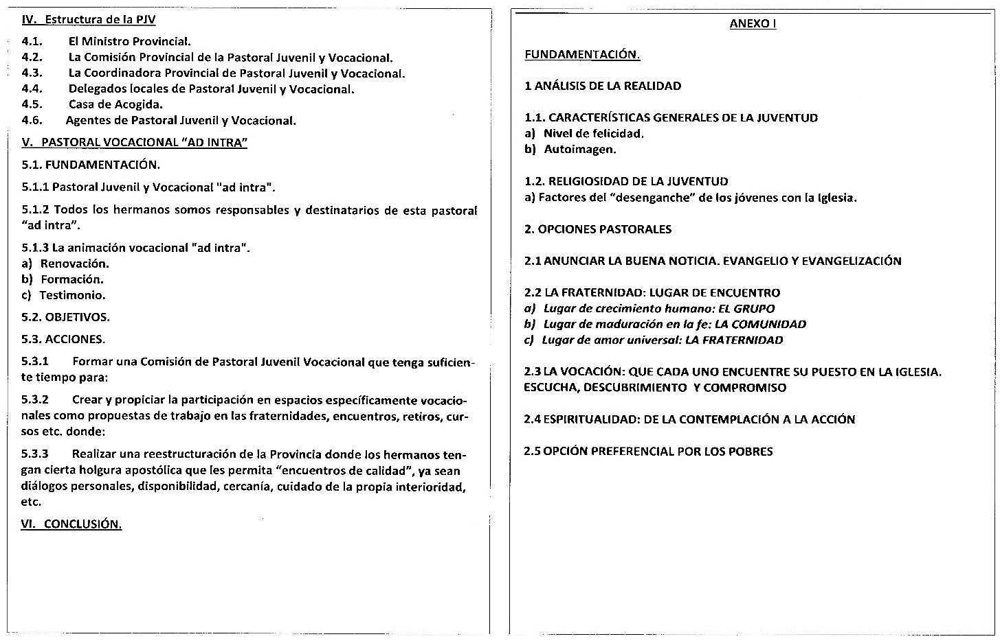 IV. Estructura de la PJV
4.1. El Ministro Provincial.
4.2. La Comisión Provincial de la Pastoral Juvenil y Vocacional.
4.3. La Coordinadora Provincial de Pastoral Juvenil y Vocacional.
4.4. Delegados locales de Pastoral Juvenil y Vocacional.
4.5. Casa de Acogida.
4.6. Agentes de Pastoral Juvenil y Vocacional.
V. PASTORAL VOCACIONAL "AD INTRA"
5.1. FUNDAMENTACIÓN.
5.1.1 Pastoral Juvenil y Vocacional "ad intra".
5.1.2 Todos los hermanos somos responsables y destinatarios de esta pastoral
"ad intra".
5.1.3 La animación vocacional "ad intra".
a) Renovación.
b) Formación.
c) Testimonio.
5.2. OBJETIVOS.
5.3. ACCIONES.
5.3.1 Formar una Comisión de Pastoral Juvenil Vocacional que tenga suficien-
te tiempo para:
5.3.2 Crear y propiciar la participación en espacios específicamente vocacio-
nales como propuestas de trabajo en las fraternidades, encuentros, retiros, cur-
sos etc. donde:
5.3.3 Realizar una reestructuración de la Provincia donde los hermanos ten-
gan cierta holgura apostólica que les permita "encuentros de calidad", ya sean
diálogos personales, disponibilidad, cercanía, cuidado de la propia interioridad,
etc.
VI. CONCLUSIÓN.
ANEXO I
FUNDAMENTACIÓN.
1 ANÁLISIS DE LA REALIDAD
1.1. CARACTERÍSTICAS GENERALES DE LA JUVENTUD
a) Nivel de felicidad.
b) Autoimagen.
1.2. RELIGIOSIDAD DE LA JUVENTUD
a) Factores del "desenganche" de los jóvenes con la Iglesia.
2. OPCIONES PASTORALES
2.1 ANUNCIAR LA BUENA NOTICIA. EVANGELIO Y EVANGELIZACIÓN
2.2 LA FRATERNIDAD: LUGAR DE ENCUENTRO
a) Lugar de crecimiento humano: EL GRUPO
b) Lugar de maduración en la fe: LA COMUNIDAD
c) Lugar de amor universal: LA FRATERNIDAD
2.3 LA VOCACIÓN: QUE CADA UNO ENCUENTRE SU PUESTO EN LA IGLESIA.
ESCUCHA, DESCUBRIMIENTO Y COMPROMISO
2.4 ESPIRITUALIDAD: DE LA CONTEMPLACIÓN A LA ACCIÓN
2.5 OPCIÓN PREFERENCIAL POR LOS POBRES